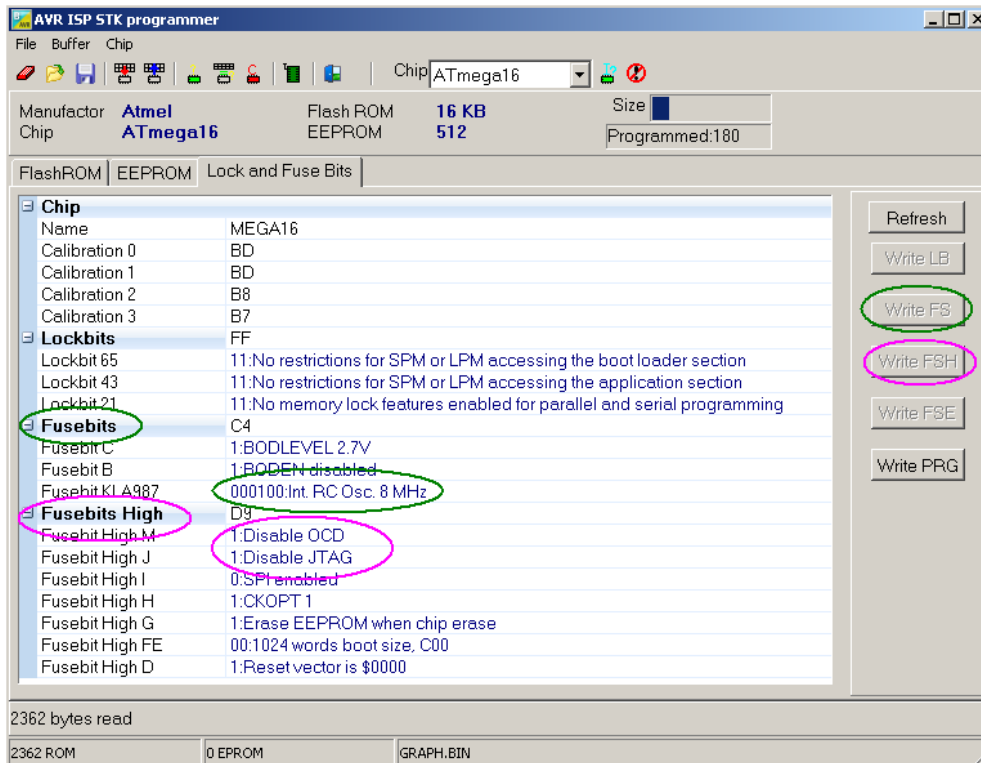 AVR ISP STK programmer
File Buffer Chip
Chip ATmega16
Manufactor Atmel Flash ROM 16 KB Size
Chip ATmega16 EEPROM 512 Programmed:180
FlashROM EEPROM Lock and Fuse Bits
Chip
Name MEGA16
Calibration 0 BD
Calibration 1 BD
Calibration 2 B8
Calibration 3 B7
Lockbits FF
Lockbit 65 11:No restrictions for SPM or LPM accessing the boot loader section
Lockbit 43 11:No restrictions for SPM or LPM accessing the application section
Lockbit 21 11:No memory lock features enabled for parallel and serial programming
Fusebits C4
Fusebit C 1:BODLEVEL 2.7V
Fusebit B 1:BODEN disabled
Fusebit KLA987 000100:Int. RC Osc. 8 MHz
Fusebits High D9
Fusebit High M 1:Disable OCD
Fusebit High J 1:Disable JTAG
Fusebit High I 0:SPI enabled
Fusebit High H 1:CKOPT 1
Fusebit High G 1:Erase EEPROM when chip erase
Fusebit High FE 00:1024 words boot size, C00
Fusebit High D 1:Reset vector is $0000
Refresh
Write LB
Write FS
Write FSH
Write FSE
Write PRG
2362 bytes read
2362 ROM 0 EPROM GRAPH.BIN